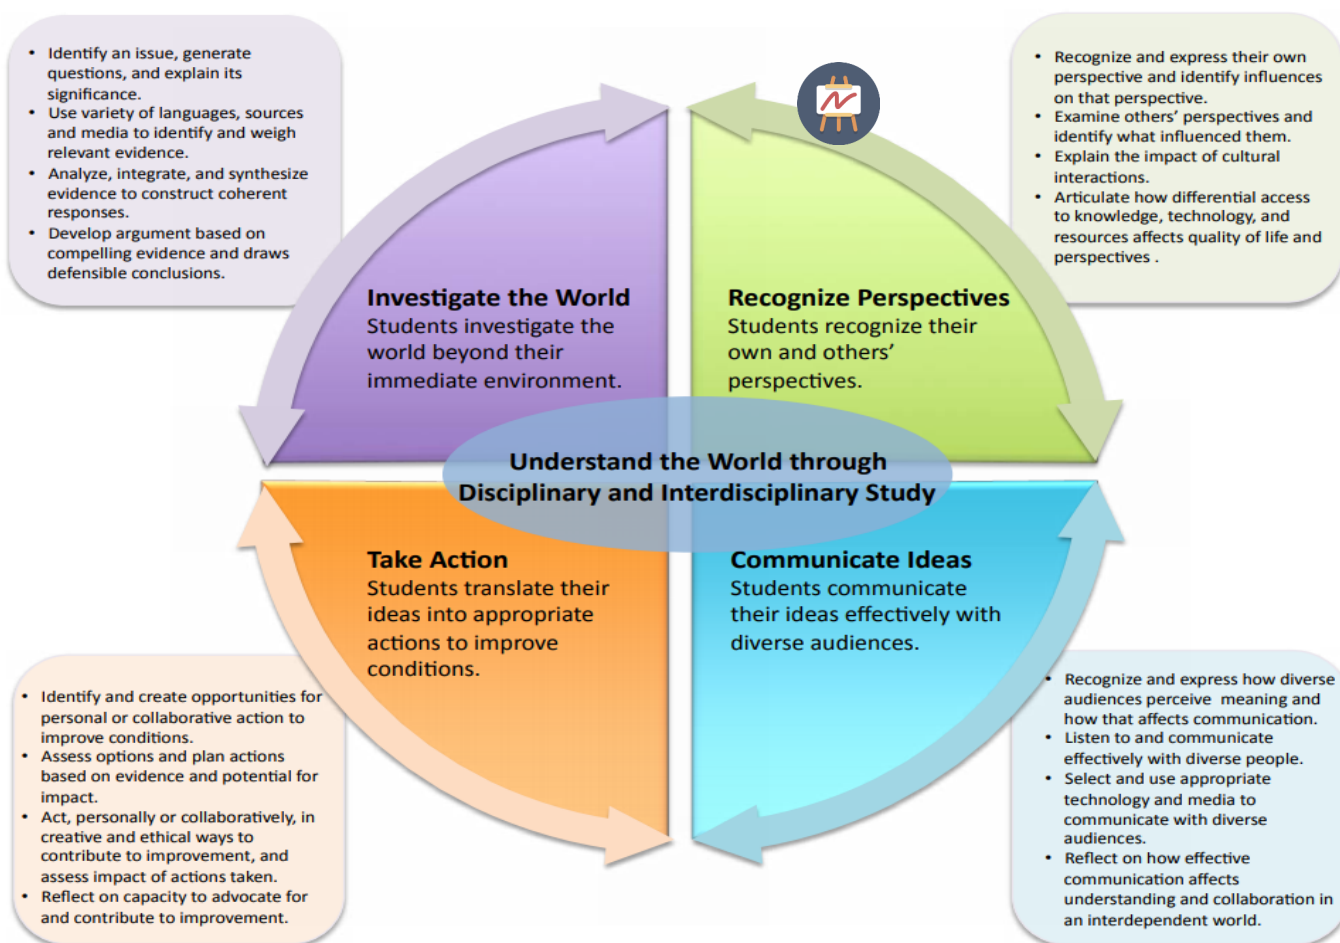 • Identify an issue, generate
questions, and explain its
significance.
• Use variety of languages, sources
and media to identify and weigh
relevant evidence.
• Analyze, integrate, and synthesize
evidence to construct coherent
responses.
• Develop argument based on
compelling evidence and draws
defensible conclusions.
• Recognize and express their own
perspective and identify influences
on that perspective.
• Examine others’ perspectives and
identify what influenced them.
• Explain the impact of cultural
interactions.
• Articulate how differential access
to knowledge, technology, and
resources affects quality of life and
perspectives .
Investigate the World
Students investigate the
world beyond their
immediate environment.
Recognize Perspectives
Students recognize their
own and others’
perspectives.
Understand the World through
Disciplinary and Interdisciplinary Study
Take Action
Students translate their
ideas into appropriate
actions to improve
conditions.
Communicate Ideas
Students communicate
their ideas effectively with
diverse audiences.
• Identify and create opportunities for
personal or collaborative action to
improve conditions.
• Assess options and plan actions
based on evidence and potential for
impact.
• Act, personally or collaboratively, in
creative and ethical ways to
contribute to improvement, and
assess impact of actions taken.
• Reflect on capacity to advocate for
and contribute to improvement.
• Recognize and express how diverse
audiences perceive meaning and
how that affects communication.
• Listen to and communicate
effectively with diverse people.
• Select and use appropriate
technology and media to
communicate with diverse
audiences.
• Reflect on how effective
communication affects
understanding and collaboration in
an interdependent world.